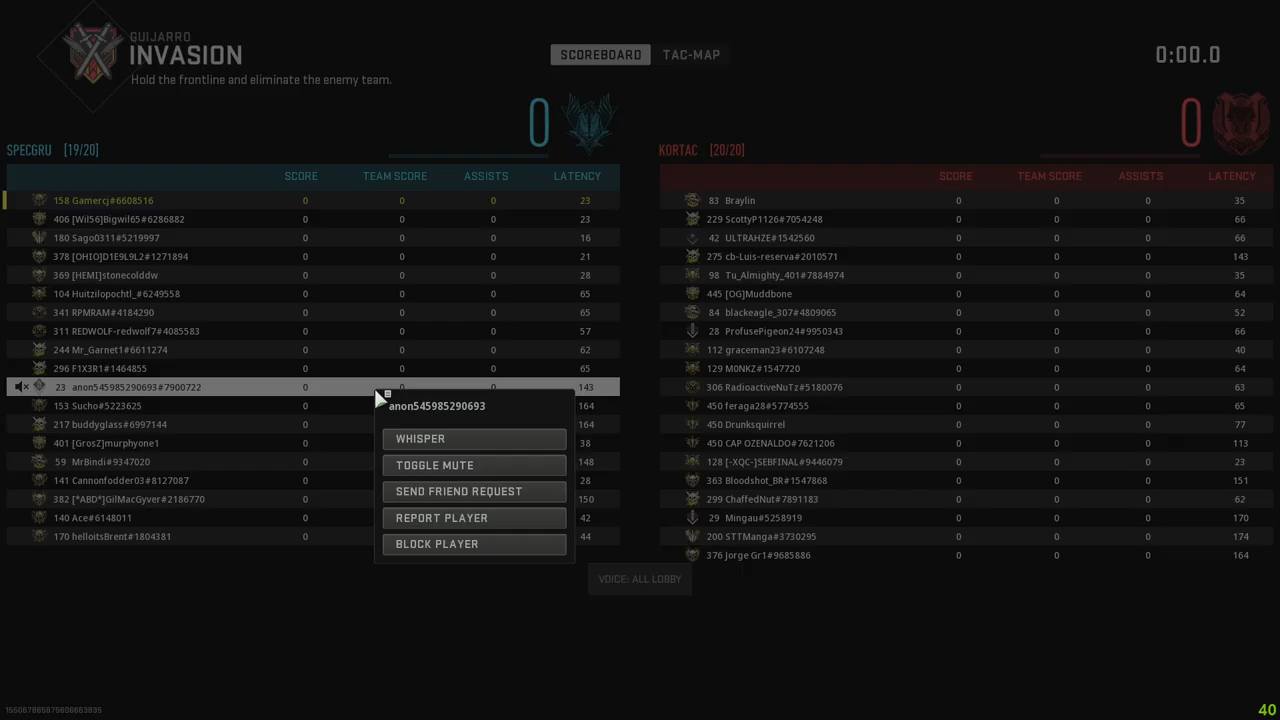 GUIJARRO
INVASION
Hold the frontline and eliminate the enemy team.
SCOREBOARD TAC-MAP
0:00.0
0
SPECGRU [19/20]
SCORE TEAM SCORE ASSISTS LATENCY
158 Gamercj#6608516 0 0 0 23
406 [Wil56]Bigwil65#6286882 0 0 0 23
180 Sago0311#5219997 0 0 0 16
378 [OHIO]D1E9L9L2#1271894 0 0 0 21
369 [HEMI]stonecolddw 0 0 0 28
104 Huitzilopochtl_#6249558 0 0 0 65
341 RPMRAM#4184290 0 0 0 65
311 REDWOLF-redwolf7#4085583 0 0 0 57
244 Mr_Garnet1#6611274 0 0 0 62
296 F1X3R1#1464855 0 0 0 65
23 anon545985290693#7900722 0 0 0 143
153 Sucho#5223625 0 164
217 buddyglass#6997144 0 164
401 [GrosZ]murphyone1 0 38
59 MrBindi#9347020 0 148
141 Cannonfodder03#8127087 0 28
382 [*ABD*]GilMacGyver#2186770 0 150
140 Ace#6148011 0 42
170 helloitsBrent#1804381 0 44
anon545985290693
WHISPER
TOGGLE MUTE
SEND FRIEND REQUEST
REPORT PLAYER
BLOCK PLAYER
0
KORTAC [20/20]
SCORE TEAM SCORE ASSISTS LATENCY
83 Braylin 0 0 0 35
229 ScottyP1126#7054248 0 0 0 66
42 ULTRAHZE#1542560 0 0 0 66
275 cb-Luis-reserva#2010571 0 0 0 143
98 Tu_Almighty_401#7884974 0 0 0 35
445 [OG]Muddbone 0 0 0 64
84 blackeagle_307#4809065 0 0 0 52
28 ProfusePigeon24#9950343 0 0 0 66
112 graceman23#6107248 0 0 0 40
129 M0NKZ#1547720 0 0 0 64
306 RadioactiveNuTz#5180076 0 0 0 63
450 feraga28#5774555 0 0 0 65
450 Drunksquirrel 0 0 0 77
450 CAP OZENALDO#7621206 0 0 0 113
128 [-XQC-]SEBFINAL#9446079 0 0 0 23
363 Bloodshot_BR#1547868 0 0 0 151
299 ChaffedNut#7891183 0 0 0 62
29 Mingau#5258919 0 0 0 170
200 STTManga#3730295 0 0 0 174
376 Jorge Gr1#9685886 0 0 0 164
VOICE: ALL LOBBY
40